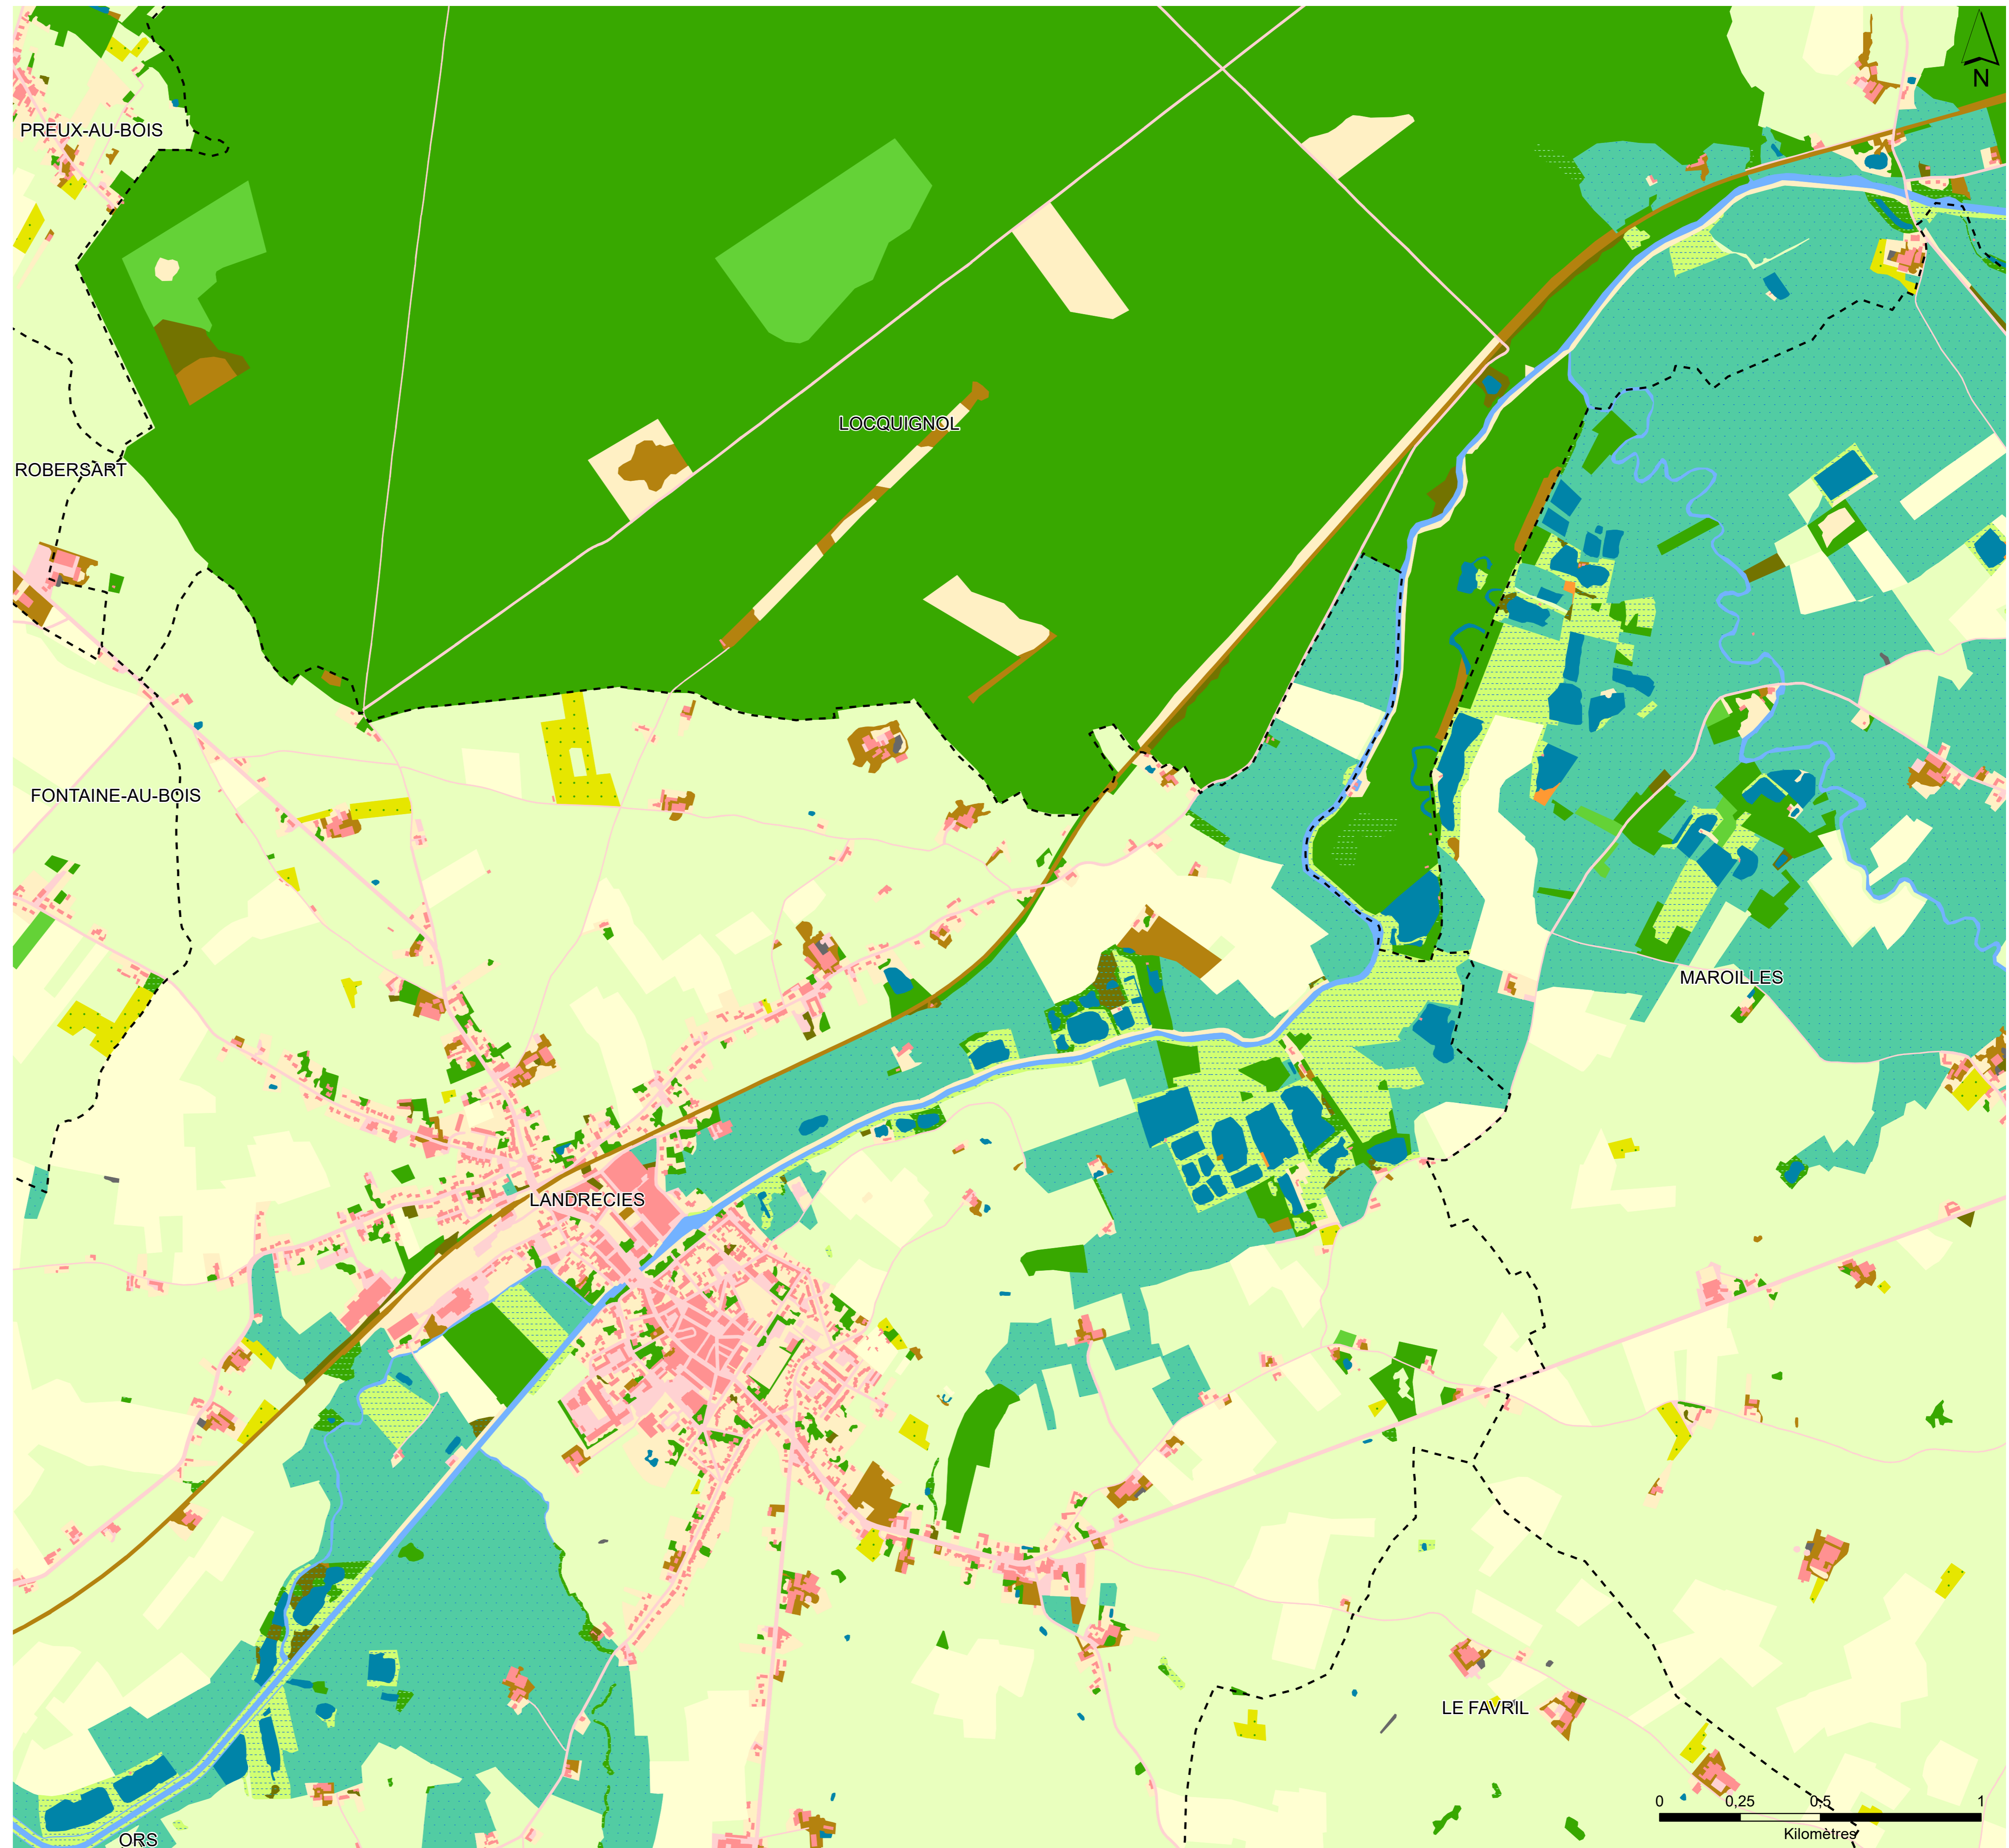 N
PREUX-AU-BOIS
LOCQUIGNOL
ROBERSART
FONTAINE-AU-BOIS
MAROILLES
LANDRECIES
LE FAVRIL
0 0,25 0,5 1
Kilomètres
ORS